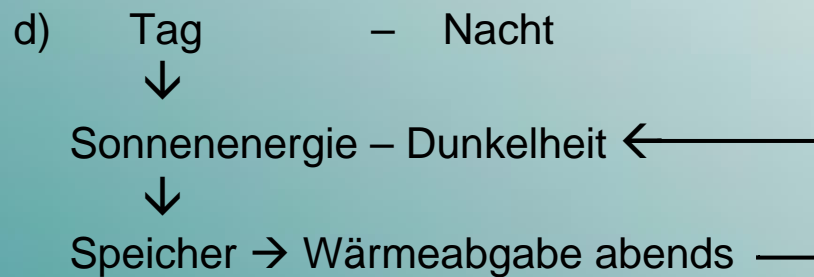 d) Tag – Nacht
↓
Sonnenenergie – Dunkelheit ←
↓
Speicher → Wärmeabgabe abends